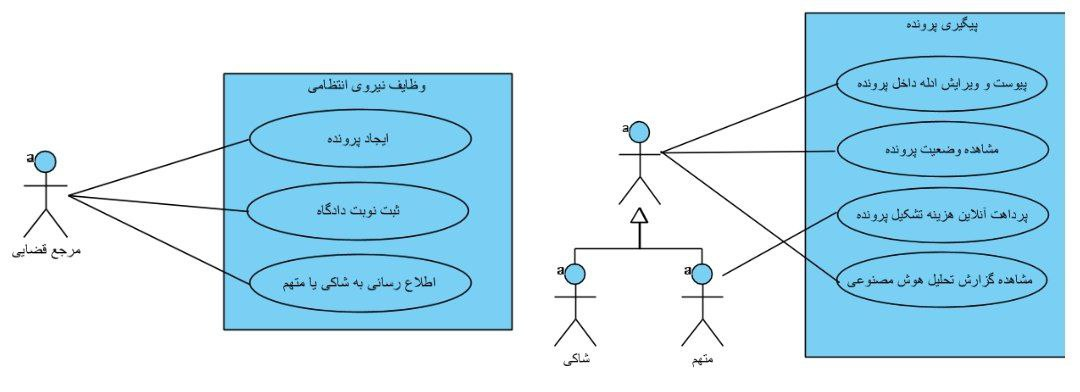 پیگیری پرونده
پیوست و ویرایش ادله داخل پرونده
مشاهده وضعیت پرونده
پرداهت آنلاین هزینه تشکیل پرونده
مشاهده گزارش تحلیل هوش مصنوعی
a
a
a
متهم
شاکی
وظایف نیروی انتظامی
ایجاد پرونده
ثبت نوبت دادگاه
اطلاع رسانی به شاکی یا متهم
a
مرجع قضایی